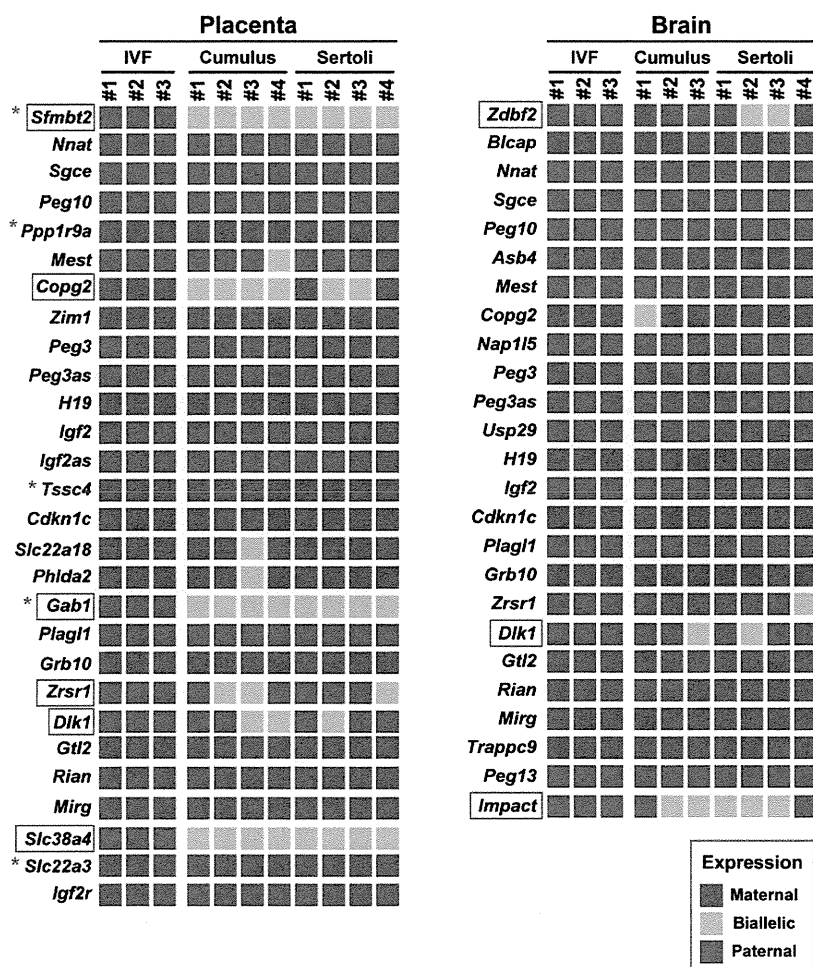 Placenta
IVF Cumulus Sertoli
#1 #2 #3 #1 #2 #3 #4 #1 #2 #3 #4
* Sfmbt2
Nnat
Sgce
Peg10
* Ppp1r9a
Mest
Copg2
Zim1
Peg3
Peg3as
H19
Igf2
Igf2as
* Tssc4
Cdkn1c
Slc22a18
Phlda2
* Gab1
Plagl1
Grb10
Zrsr1
Dlk1
Gtl2
Rian
Mirg
Slc38a4
* Slc22a3
Igf2r
Brain
IVF Cumulus Sertoli
#1 #2 #3 #1 #2 #3 #1 #2 #3 #4
Zdbf2
Blcap
Nnat
Sgce
Peg10
Asb4
Mest
Copg2
Nap1l5
Peg3
Peg3as
Usp29
H19
Igf2
Cdkn1c
Plagl1
Grb10
Zrsr1
Dlk1
Gtl2
Rian
Mirg
Trappc9
Peg13
Impact
Expression
Maternal
Biallelic
Paternal